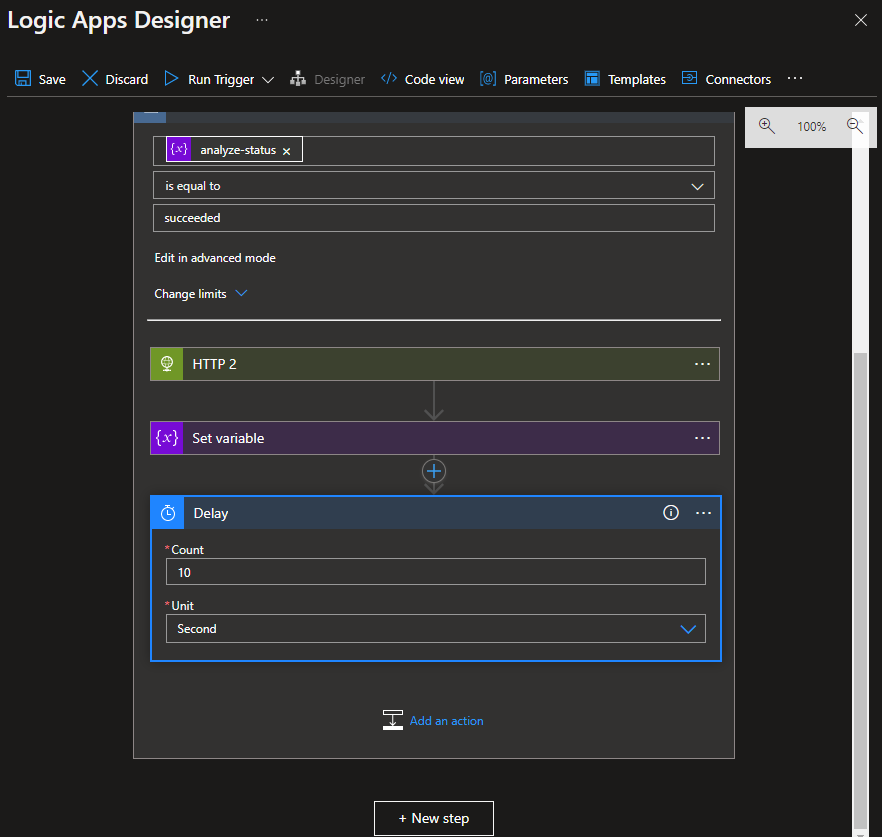 Logic Apps Designer ...
Save Discard Run Trigger Designer Code view Parameters Templates Connectors ...
100%
{x} analyze-status ×
is equal to
succeeded
Edit in advanced mode
Change limits
HTTP 2 ...
{x} Set variable ...
Delay ...
* Count
10
* Unit
Second
Add an action
+ New step